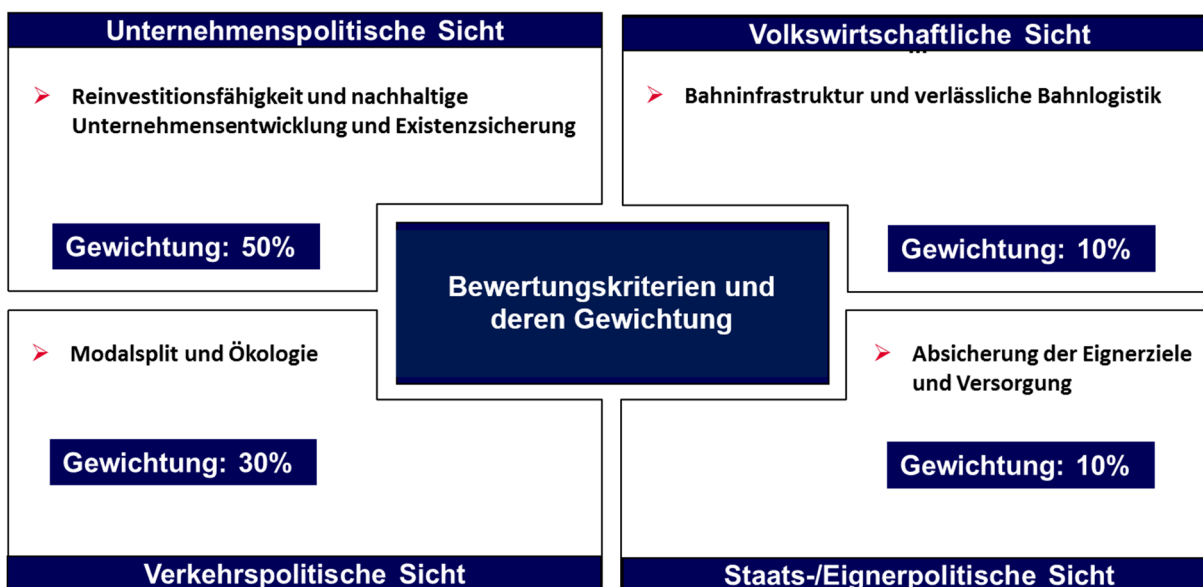 Unternehmenspolitische Sicht
Reinvestitionsfähigkeit und nachhaltige
Unternehmensentwicklung und Existenzsicherung
Gewichtung: 50%
Volkswirtschaftliche Sicht
...
Bahninfrastruktur und verlässliche Bahnlogistik
Gewichtung: 10%
Bewertungskriterien und
deren Gewichtung
Modalsplit und Ökologie
Gewichtung: 30%
Verkehrspolitische Sicht
Absicherung der Eignerziele
und Versorgung
Gewichtung: 10%
Staats-/Eignerpolitische Sicht